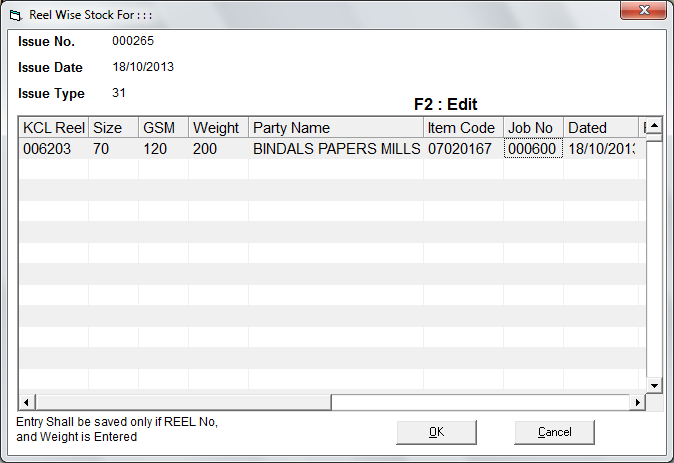 Reel Wise Stock For : : :
Issue No. 000265
Issue Date 18/10/2013
Issue Type 31
F2 : Edit
KCL Reel Size GSM Weight Party Name Item Code Job No Dated
006203 70 120 200 BINDALS PAPERS MILLS 07020167 000600 18/10/2013
Entry Shall be saved only if REEL No,
and Weight is Entered
OK Cancel